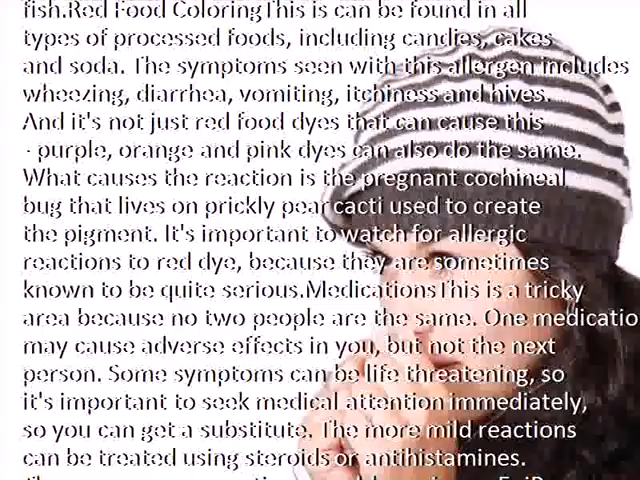 fish.Red Food ColoringThis is can be found in all
types of processed foods, including candies, cakes
and soda. The symptoms seen with this allergen includes
wheezing, diarrhea, vomiting, itchiness and hives.
And it's not just red food dyes that can cause this
- purple, orange and pink dyes can also do the same.
What causes the reaction is the pregnant cochineal
bug that lives on prickly pear cacti used to create
the pigment. It's important to watch for allergic
reactions to red dye, because they are sometimes
known to be quite serious.MedicationsThis is a tricky
area because no two people are the same. One medicatio
may cause adverse effects in you, but not the next
person. Some symptoms can be life threatening, so
it's important to seek medical attention immediately,
so you can get a substitute. The more mild reactions
can be treated using steroids or antihistamines.